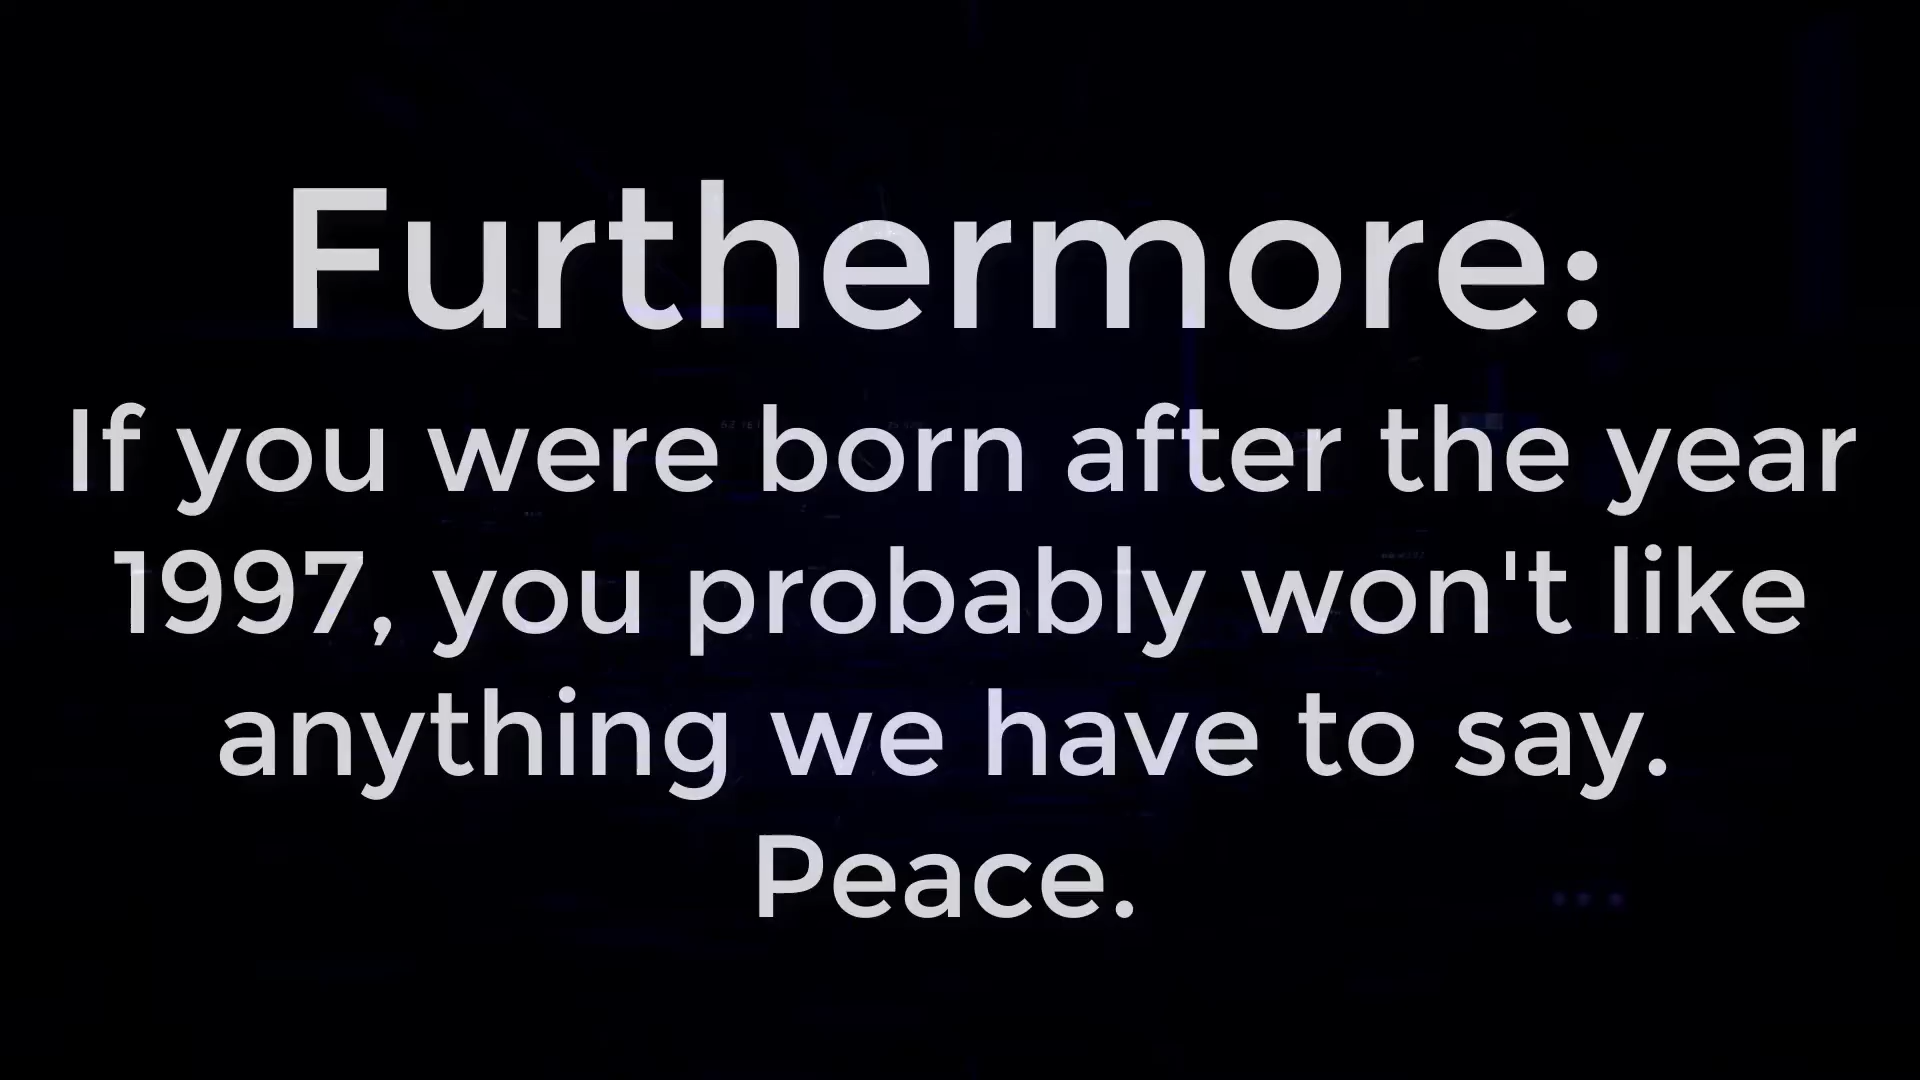 Furthermore:
If you were born after the year
1997, you probably won't like
anything we have to say.
Peace.